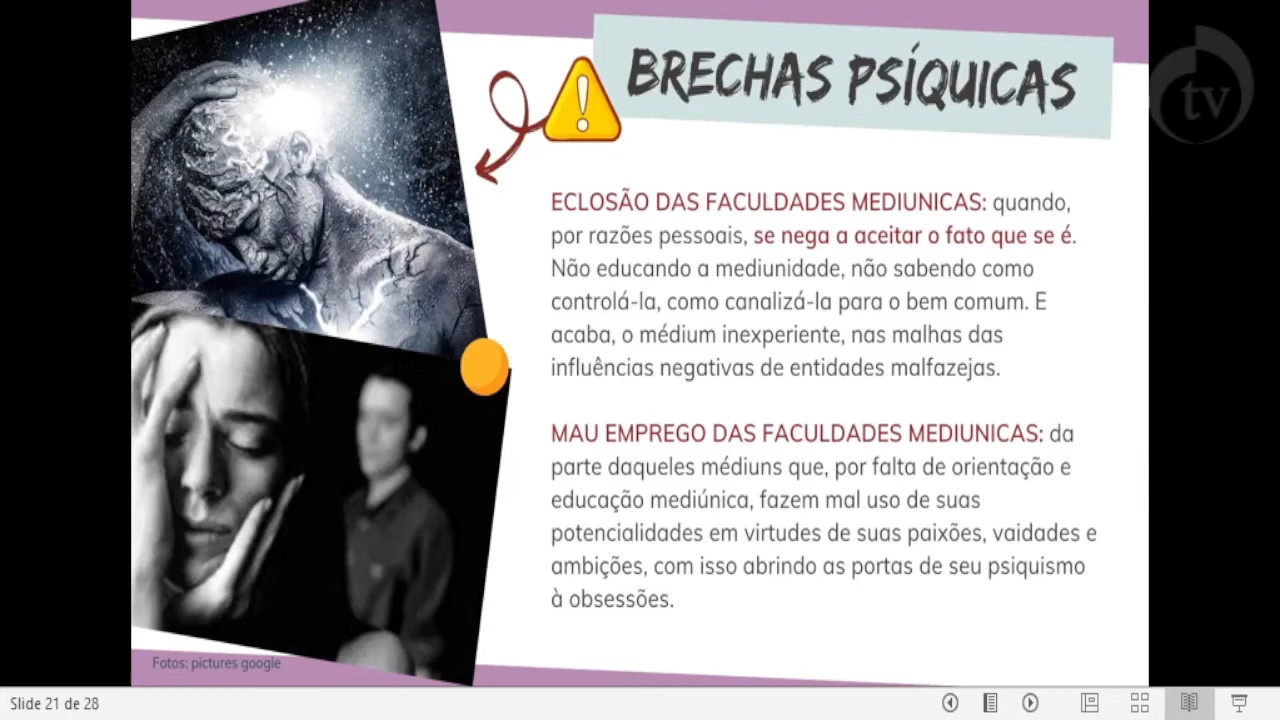 BRECHAS PSÍQUICAS
tv
ECLOSÃO DAS FACULDADES MEDIUNICAS: quando,
por razões pessoais, se nega a aceitar o fato que se é.
Não educando a mediunidade, não sabendo como
controlá-la, como canalizá-la para o bem comum. E
acaba, o médium inexperiente, nas malhas das
influências negativas de entidades malfazejas.
MAU EMPREGO DAS FACULDADES MEDIUNICAS: da
parte daqueles médiuns que, por falta de orientação e
educação mediúnica, fazem mal uso de suas
potencialidades em virtudes de suas paixões, vaidades e
ambições, com isso abrindo as portas de seu psiquismo
à obsessões.
Fotos: pictures google
Slide 21 de 28